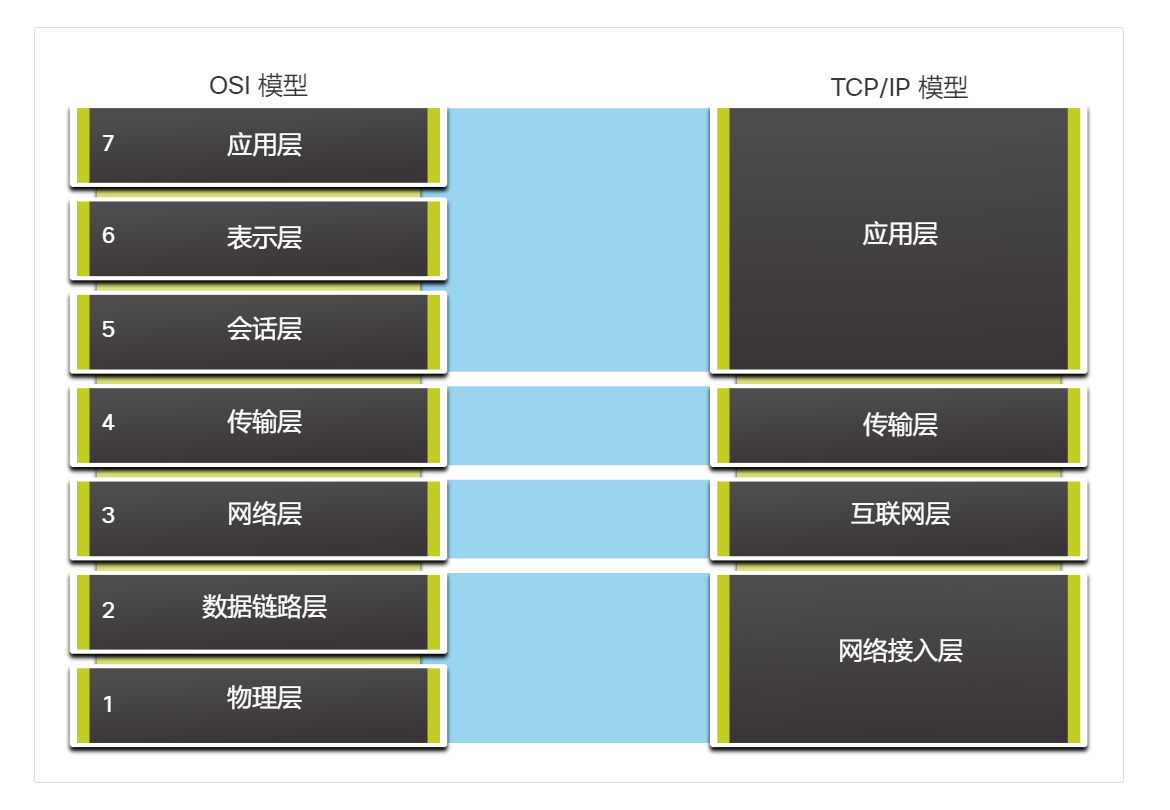 OSI 模型
TCP/IP 模型
7 应用层
6 表示层
5 会话层
应用层
4 传输层
传输层
3 网络层
互联网层
2 数据链路层
1 物理层
网络接入层